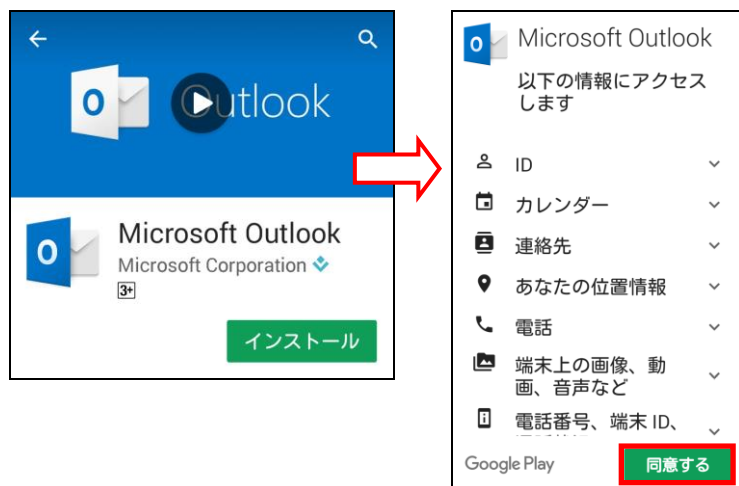 Outlook
Microsoft Outlook
Microsoft Corporation
3+
インストール
Microsoft Outlook
以下の情報にアクセス
します
ID
カレンダー
連絡先
あなたの位置情報
電話
端末上の画像、動
画、音声など
電話番号、端末 ID、
Google Play
同意する